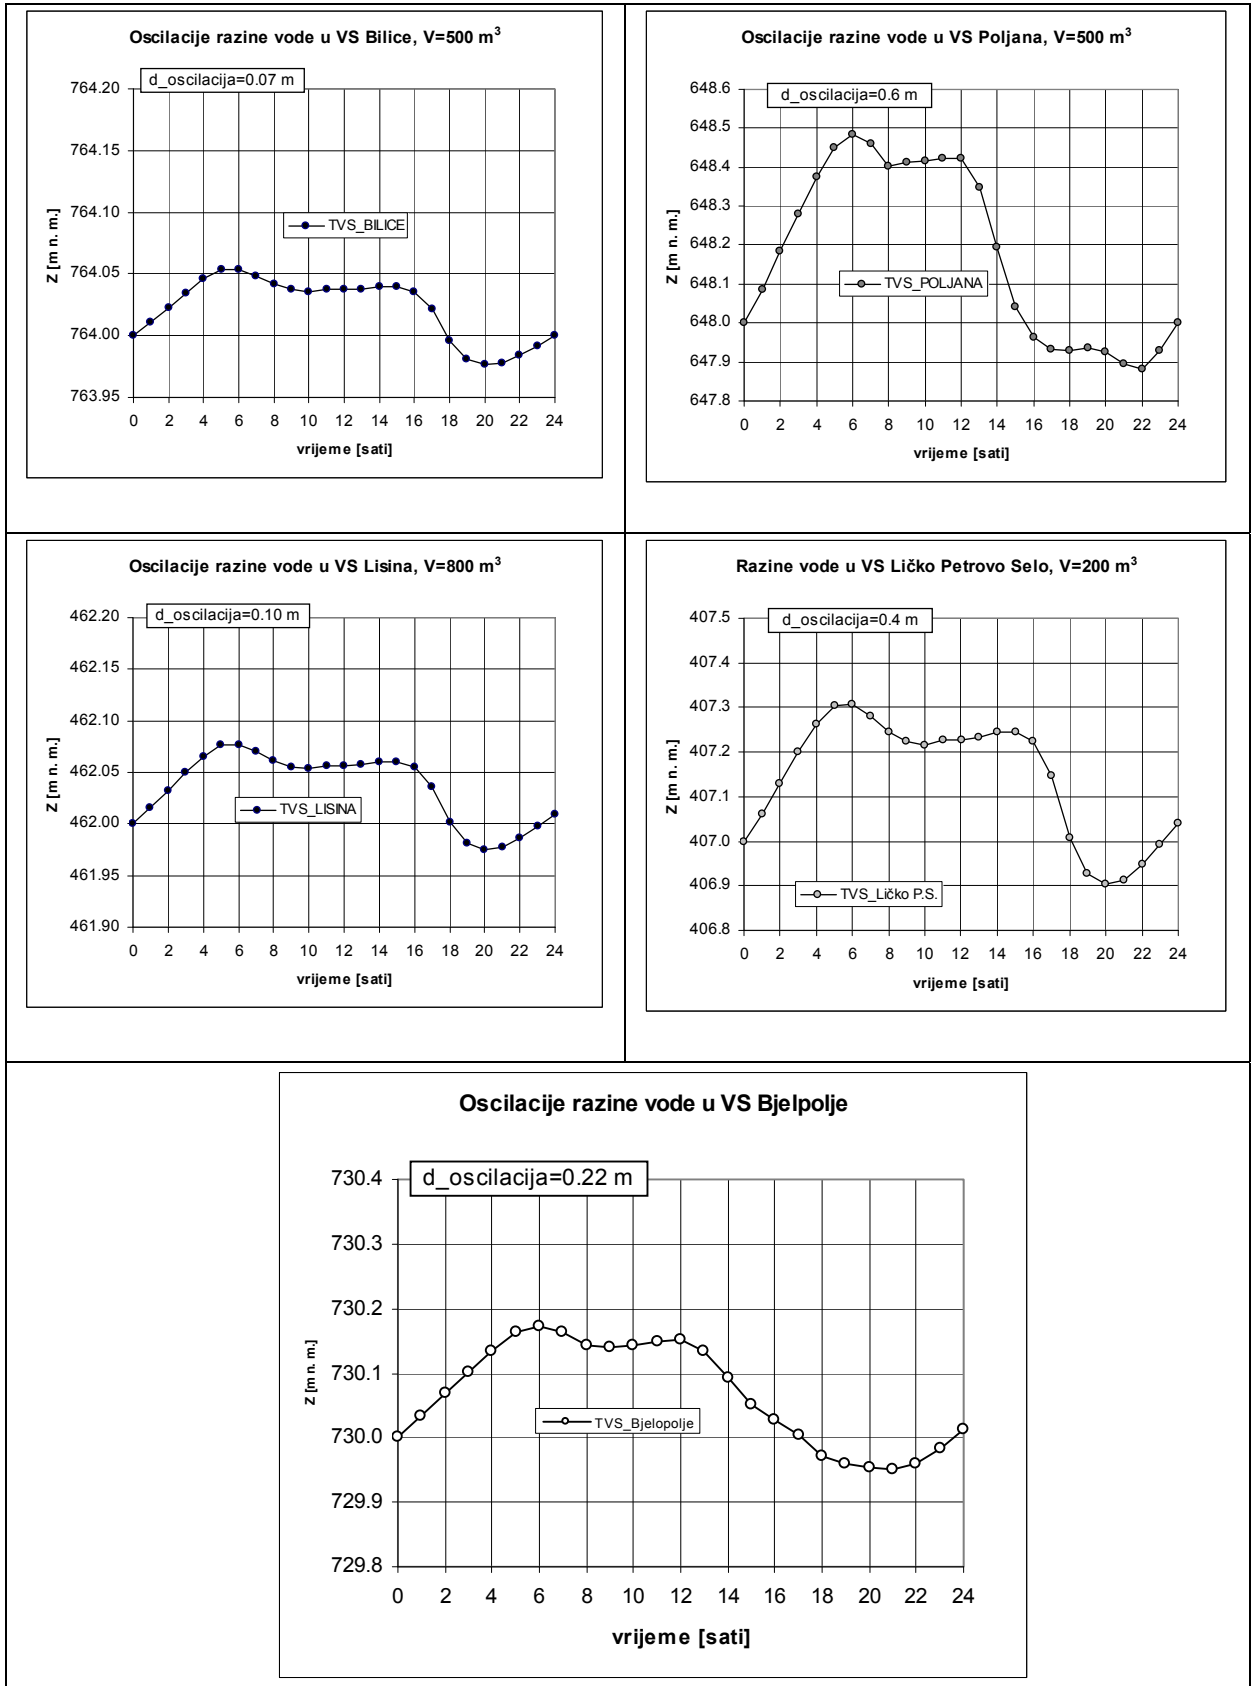 Oscilacije razine vode u VS Bilice, V=500 m³
d_oscilacija=0.07 m
764.20
764.15
764.10
764.05
764.00
763.95
Z [m n. m.]
TVS_BILICE
0 2 4 6 8 10 12 14 16 18 20 22 24
vrijeme [sati]
Oscilacije razine vode u VS Poljana, V=500 m³
d_oscilacija=0.6 m
648.6
648.5
648.4
648.3
648.2
648.1
648.0
647.9
647.8
Z [m n. m.]
TVS_POLJANA
0 2 4 6 8 10 12 14 16 18 20 22 24
vrijeme [sati]
Oscilacije razine vode u VS Lisina, V=800 m³
d_oscilacija=0.10 m
462.20
462.15
462.10
462.05
462.00
461.95
461.90
Z [m n. m.]
TVS_LISINA
0 2 4 6 8 10 12 14 16 18 20 22 24
vrijeme [sati]
Razine vode u VS Ličko Petrovo Selo, V=200 m³
d_oscilacija=0.4 m
407.5
407.4
407.3
407.2
407.1
407.0
406.9
406.8
Z [m n. m.]
TVS_Ličko P.S.
0 2 4 6 8 10 12 14 16 18 20 22 24
vrijeme [sati]
Oscilacije razine vode u VS Bjelpolje
d_oscilacija=0.22 m
730.4
730.3
730.2
730.1
730.0
729.9
729.8
Z [m n. m.]
TVS_Bjelopolje
0 2 4 6 8 10 12 14 16 18 20 22 24
vrijeme [sati]